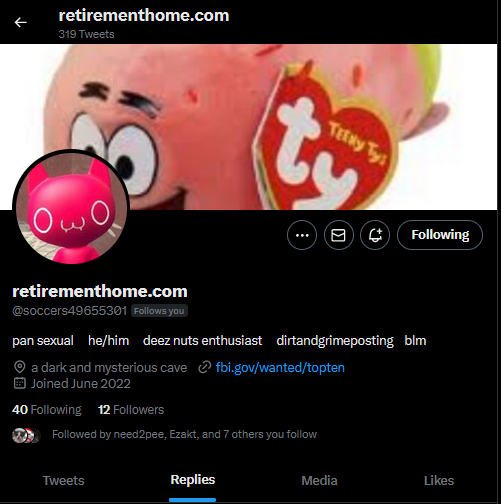 retirementhome.com
319 Tweets
ty
TEENY TYS
Following
retirementhome.com
@soccers49655301 Follows you
pan sexual he/him deez nuts enthusiast dirtandgrimeposting blm
a dark and mysterious cave fbi.gov/wanted/topten
Joined June 2022
40 Following 12 Followers
Followed by need2pee, Ezakt, and 7 others you follow
Tweets Replies Media Likes